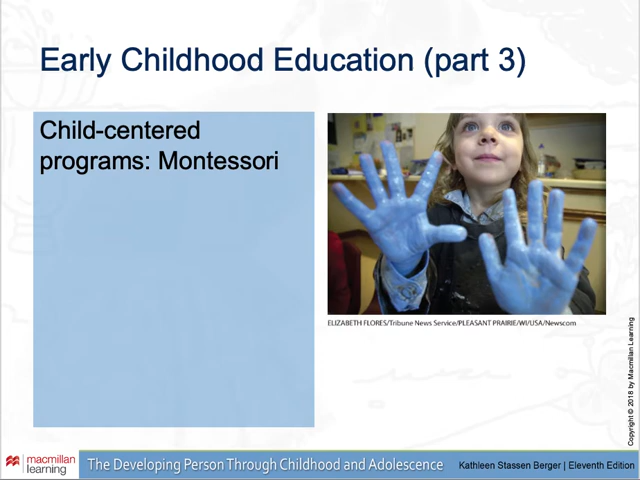 Early Childhood Education (part 3)
Child-centered
programs: Montessori
ELIZABETH FLORES/Tribune News Service/PLEASANT PRAIRIE/WI/USA/Newscom
Copyright © 2018 by Macmillan Learning
macmillan
learning
The Developing Person Through Childhood and Adolescence
Kathleen Stassen Berger | Eleventh Edition